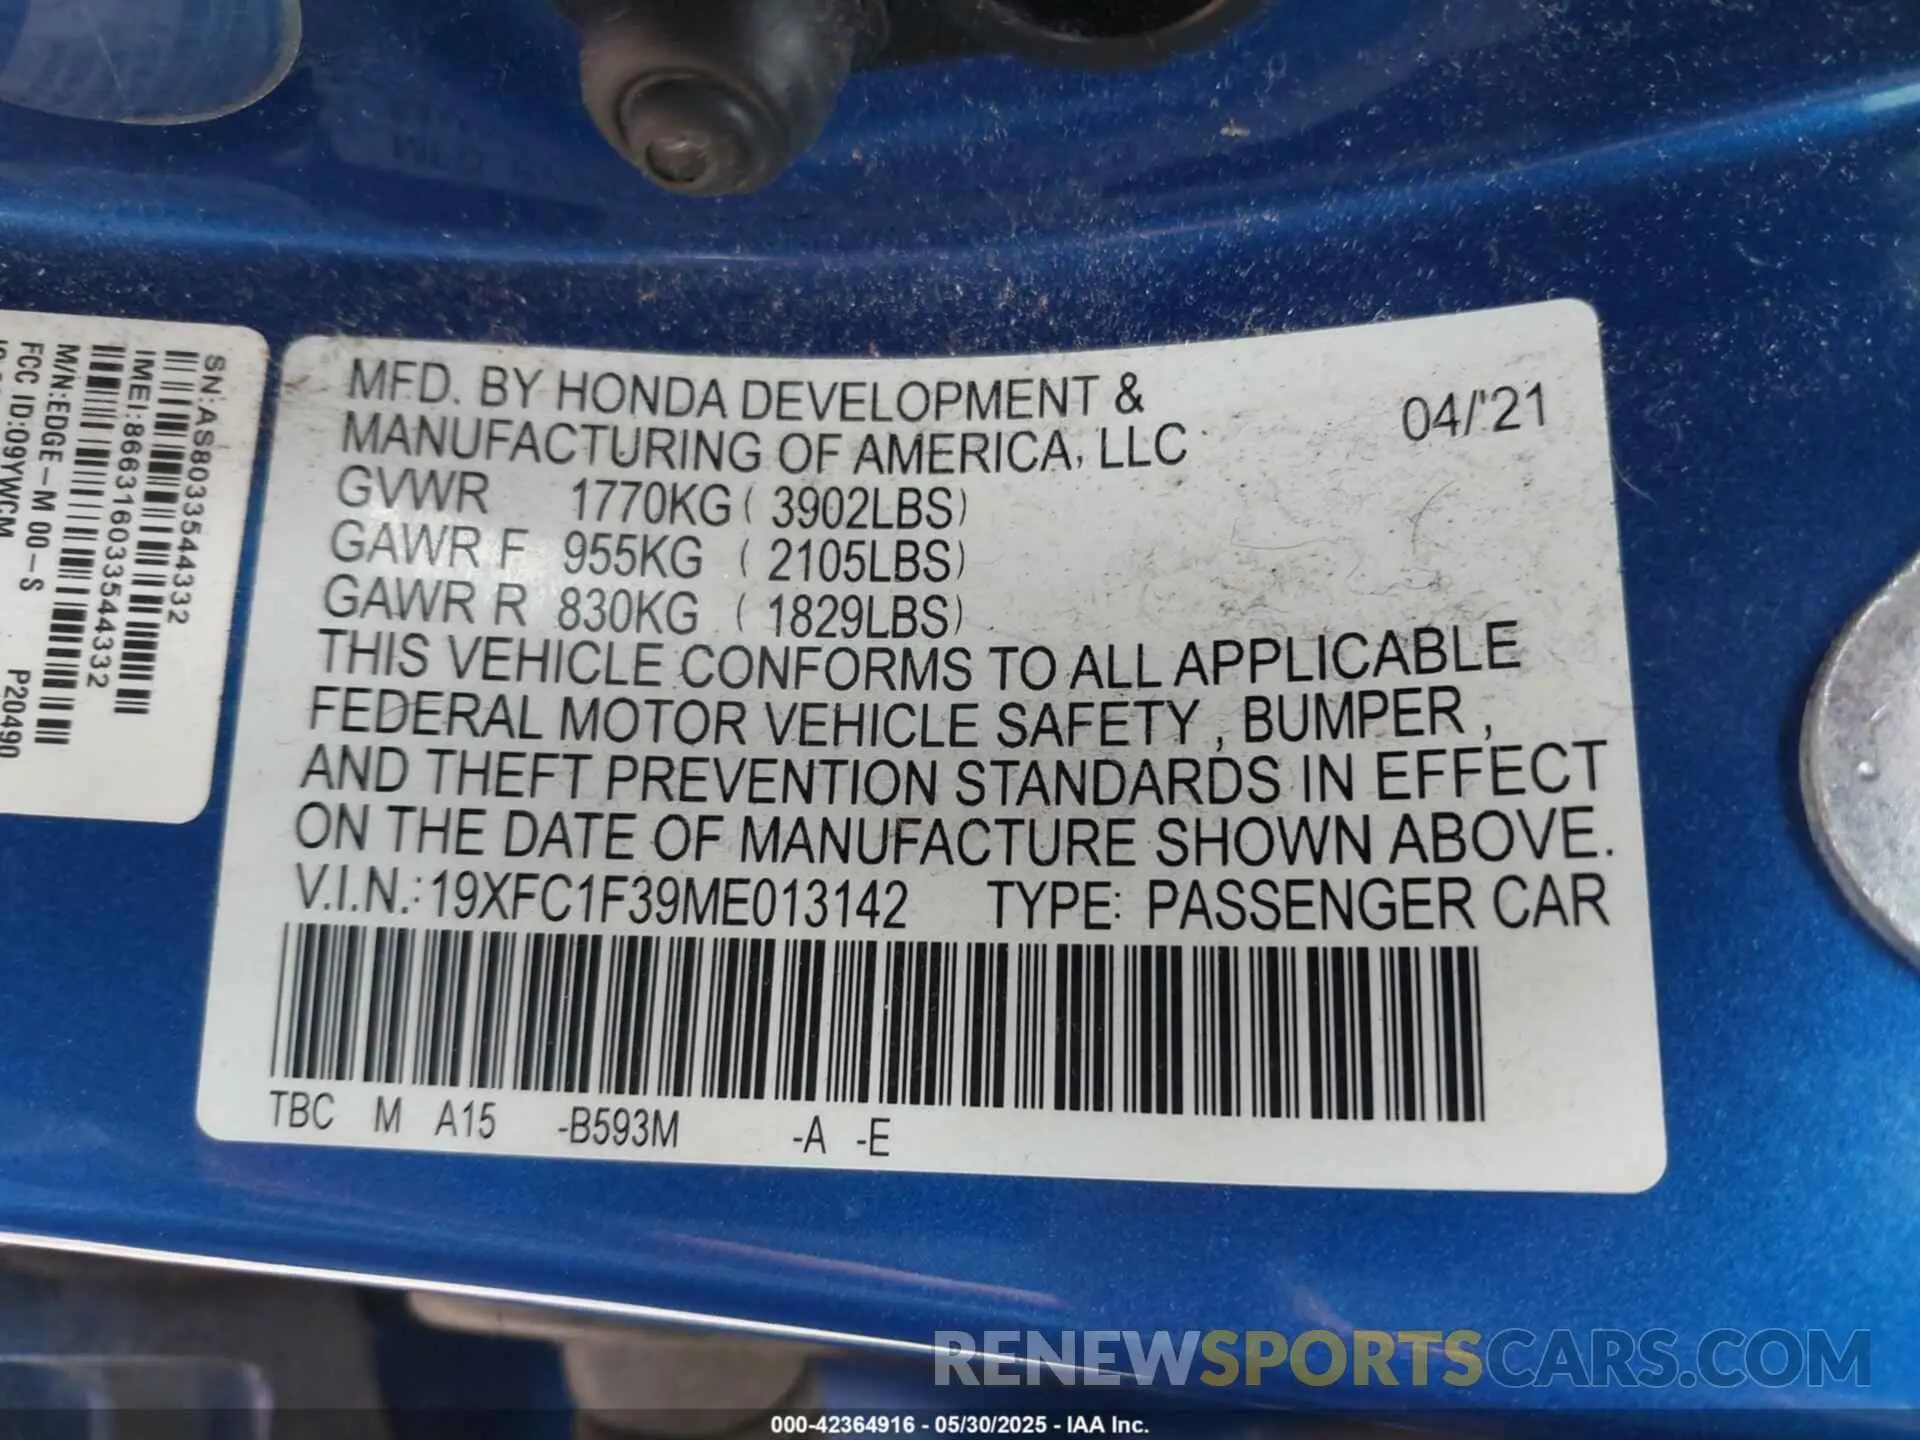 MFD. BY HONDA DEVELOPMENT &
MANUFACTURING OF AMERICA, LLC
04/'21
GVWR 1770KG ( 3902LBS)
GAWR F 955KG ( 2105LBS)
GAWR R 830KG ( 1829LBS)
THIS VEHICLE CONFORMS TO ALL APPLICABLE
FEDERAL MOTOR VEHICLE SAFETY , BUMPER ,
AND THEFT PREVENTION STANDARDS IN EFFECT
ON THE DATE OF MANUFACTURE SHOWN ABOVE.
V.I.N.: 19XFC1F39ME013142 TYPE: PASSENGER CAR
TBC M A15 -B593M -A -E
SN:AS803354433​2
IMEI:866316033544332
M/N:EDGE-M 00-S
FCC ID:O9YWCM
P20490
RENEWSPORTSCARS.COM
000-42364916 - 05/30/2025 - IAA Inc.